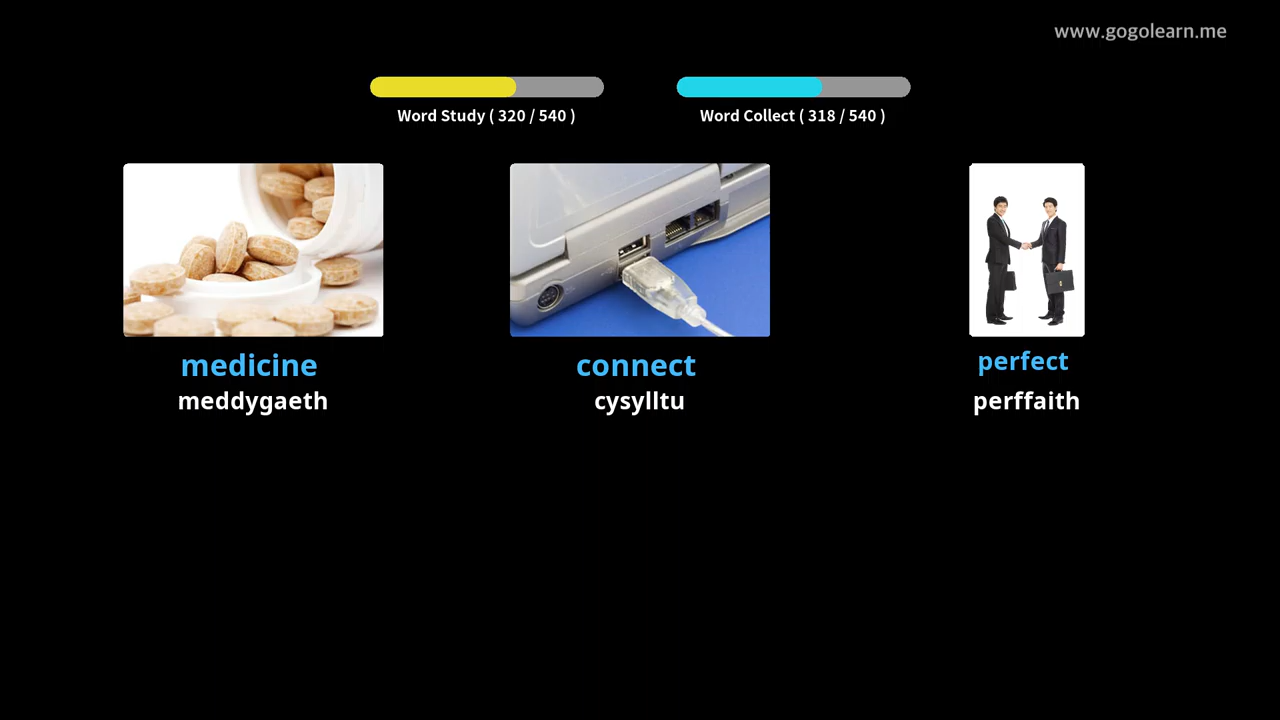 www.gogolearn.me
Word Study ( 320 / 540 )
Word Collect ( 318 / 540 )
medicine
meddygaeth
connect
cysylltu
perfect
perffaith